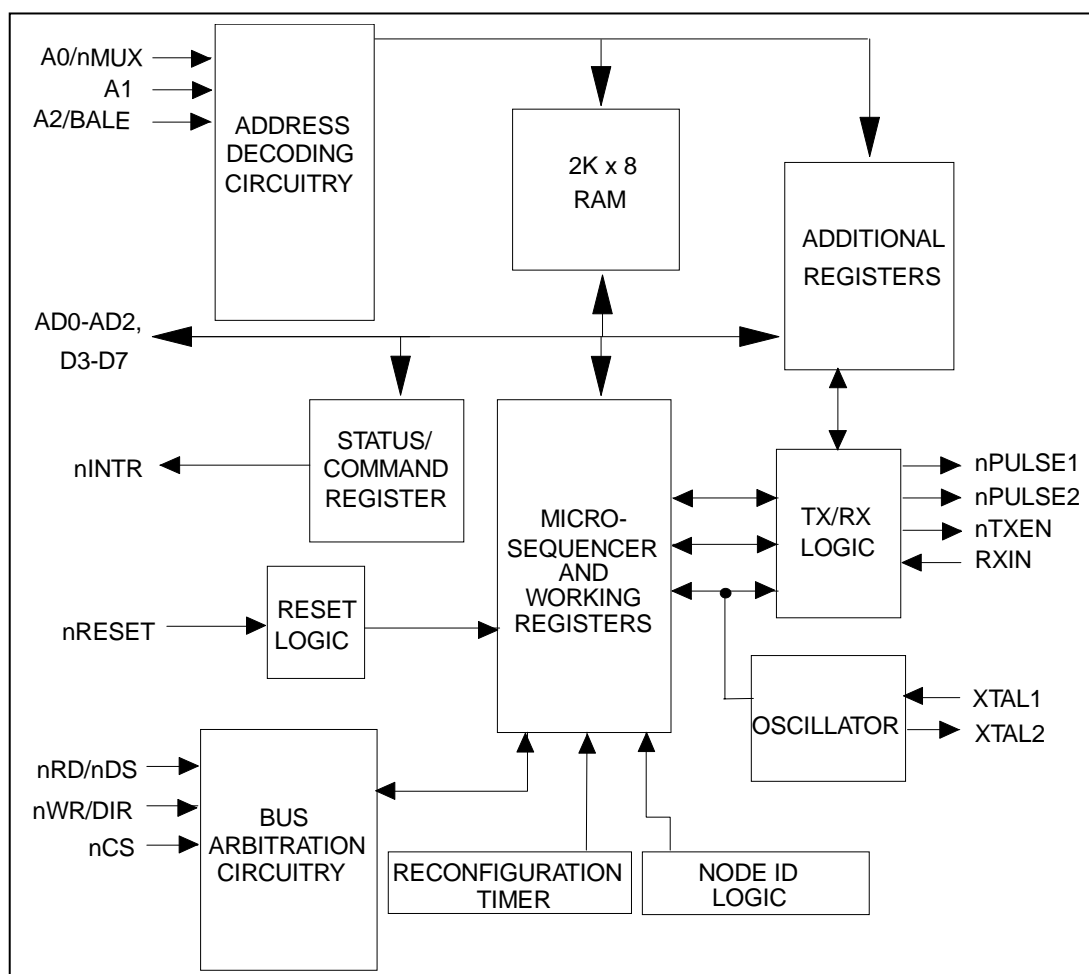 A0/nMUX
A1
A2/BALE
ADDRESS
DECODING
CIRCUITRY
2K x 8
RAM
ADDITIONAL
REGISTERS
AD0-AD2,
D3-D7
nINTR
STATUS/
COMMAND
REGISTER
MICRO-
SEQUENCER
AND
WORKING
REGISTERS
TX/RX
LOGIC
nPULSE1
nPULSE2
nTXEN
RXIN
nRESET
RESET
LOGIC
OSCILLATOR
XTAL1
XTAL2
nRD/nDS
nWR/DIR
nCS
BUS
ARBITRATION
CIRCUITRY
RECONFIGURATION
TIMER
NODE ID
LOGIC